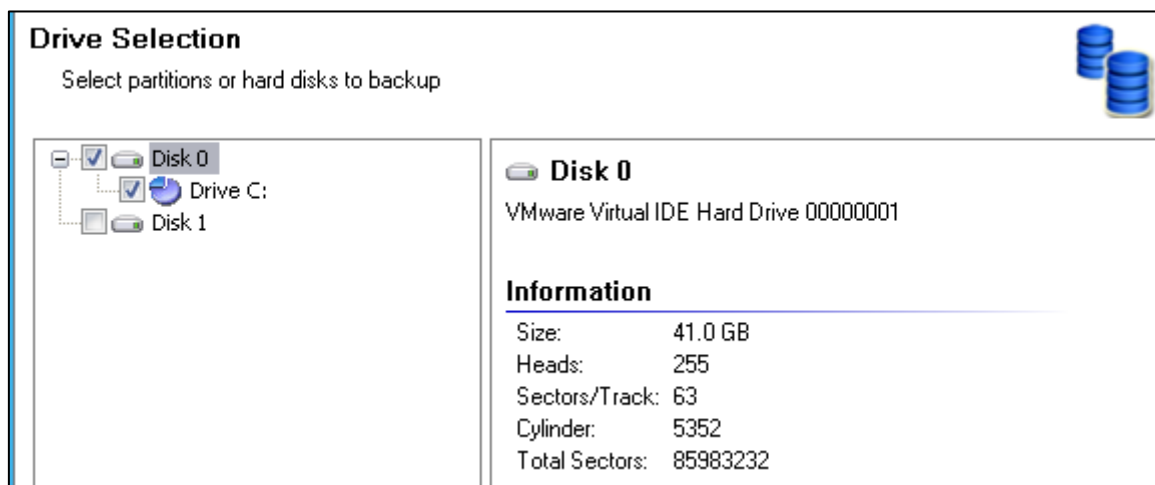 Drive Selection
Select partitions or hard disks to backup
Disk 0
Drive C:
Disk 1
Disk 0
VMware Virtual IDE Hard Drive 00000001
Information
Size: 41.0 GB
Heads: 255
Sectors/Track: 63
Cylinder: 5352
Total Sectors: 85983232